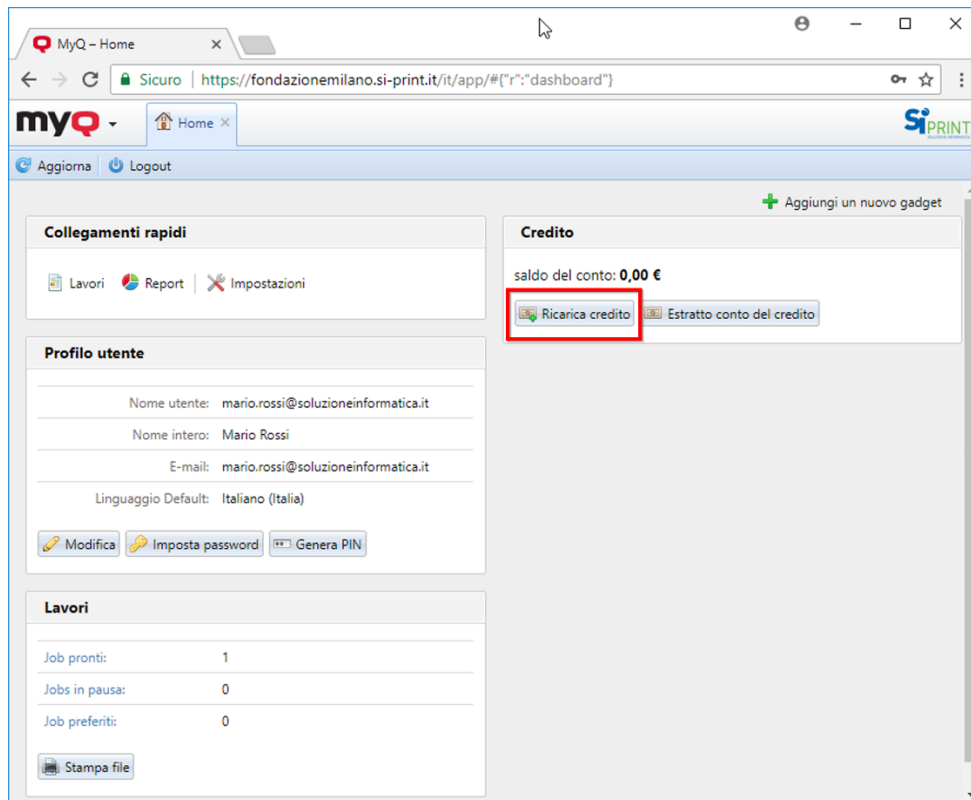 MyQ – Home
Sicuro | https://fondazionemilano.si-print.it/it/app/#{"r":"dashboard"}
myQ
Home
Si PRINT
Aggiorna
Logout
Aggiungi un nuovo gadget
Collegamenti rapidi
Lavori
Report
Impostazioni
Credito
saldo del conto: 0,00 €
Ricarica credito
Estratto conto del credito
Profilo utente
Nome utente: mario.rossi@soluzioneinformatica.it
Nome intero: Mario Rossi
E-mail: mario.rossi@soluzioneinformatica.it
Linguaggio Default: Italiano (Italia)
Modifica
Imposta password
Genera PIN
Lavori
Job pronti: 1
Jobs in pausa: 0
Job preferiti: 0
Stampa file